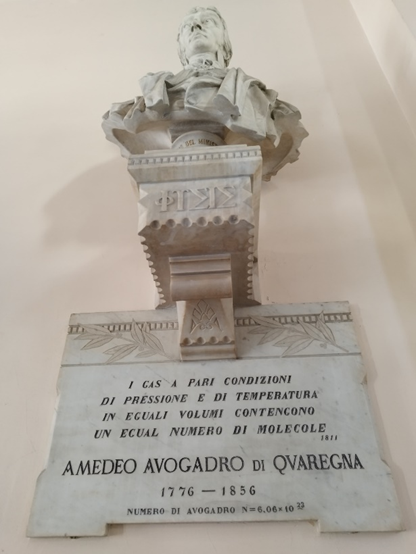 ΦΤΣΙΣ
I GAS A PARI CONDIZIONI
DI PRESSIONE E DI TEMPERATURA
IN EGUALI VOLUMI CONTENGONO
UN EGUAL NUMERO DI MOLECOLE
1811
AMEDEO AVOGADRO DI QVAREGNA
1776 — 1856
NUMERO DI AVOGADRO N=6,06×10²³